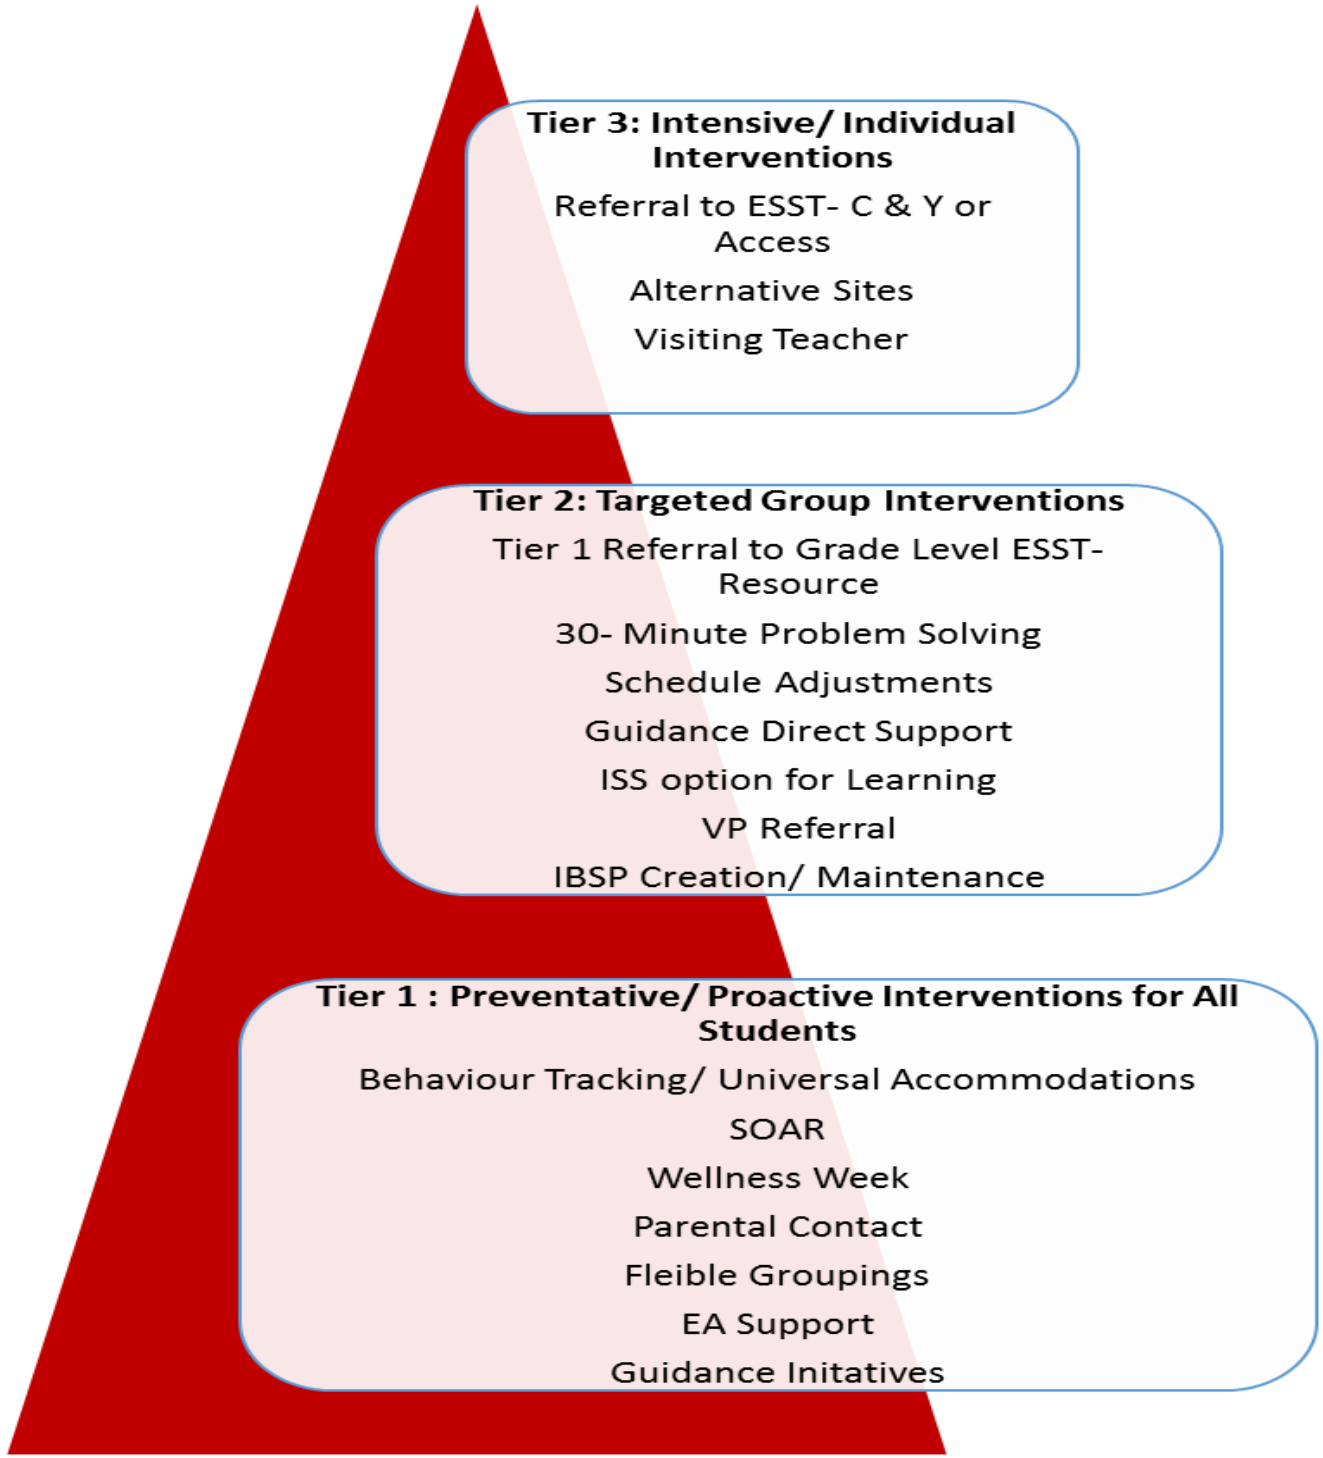 Tier 3: Intensive/ Individual
Interventions
Referral to ESST- C & Y or
Access
Alternative Sites
Visiting Teacher
Tier 2: Targeted Group Interventions
Tier 1 Referral to Grade Level ESST-
Resource
30- Minute Problem Solving
Schedule Adjustments
Guidance Direct Support
ISS option for Learning
VP Referral
IBSP Creation/ Maintenance
Tier 1 : Preventative/ Proactive Interventions for All
Students
Behaviour Tracking/ Universal Accommodations
SOAR
Wellness Week
Parental Contact
Fleible Groupings
EA Support
Guidance Initatives